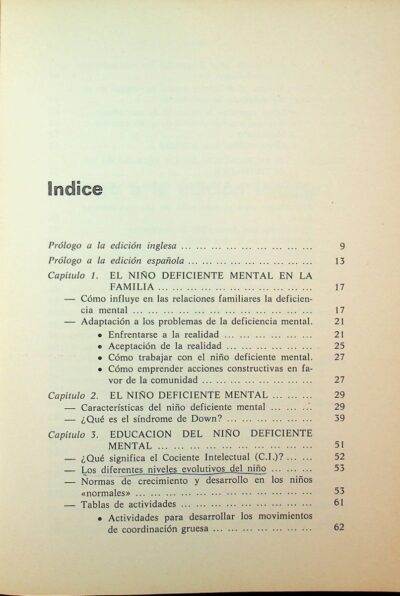 Indice
Prólogo a la edición inglesa ... ... ... ... ... ... ... ... ... ... 9
Prólogo a la edición española ... ... ... ... ... ... ... ... ... 13
Capítulo 1. EL NIÑO DEFICIENTE MENTAL EN LA
FAMILIA ... ... ... ... ... ... ... ... ... ... ... 17
— Cómo influye en las relaciones familiares la deficien-
cia mental ... ... ... ... ... ... ... ... ... ... ... ... 17
— Adaptación a los problemas de la deficiencia mental. 21
• Enfrentarse a la realidad ... ... ... ... ... ... ... 21
• Aceptación de la realidad ... ... ... ... ... ... ... 25
• Cómo trabajar con el niño deficiente mental. 27
• Cómo emprender acciones constructivas en fa-
vor de la comunidad ... ... ... ... ... ... ... ... 27
Capítulo 2. EL NIÑO DEFICIENTE MENTAL ... ... ... 29
— Características del niño deficiente mental ... ... ... 29
— ¿Qué es el síndrome de Down? ... ... ... ... ... ... 39
Capítulo 3. EDUCACION DEL NIÑO DEFICIENTE
MENTAL ... ... ... ... ... ... ... ... ... ... ... 51
— ¿Qué significa el Cociente Intelectual (C.I.)? ... ... 52
— Los diferentes niveles evolutivos del niño ... ... ... 53
— Normas de crecimiento y desarrollo en los niños
«normales» ... ... ... ... ... ... ... ... ... ... ... ... 53
— Tablas de actividades ... ... ... ... ... ... ... ... ... 61
• Actividades para desarrollar los movimientos
de coordinación gruesa ... ... ... ... ... ... ... 62